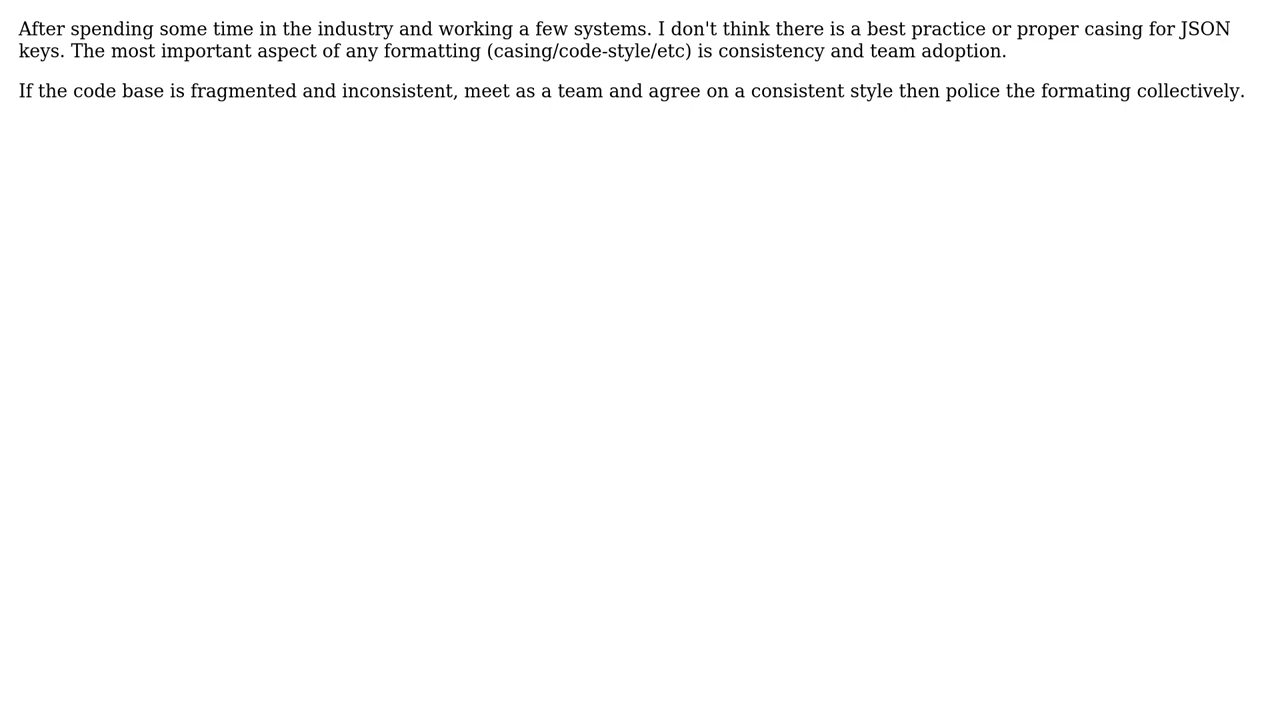 After spending some time in the industry and working a few systems. I don't think there is a best practice or proper casing for JSON
keys. The most important aspect of any formatting (casing/code-style/etc) is consistency and team adoption.
If the code base is fragmented and inconsistent, meet as a team and agree on a consistent style then police the formating collectively.